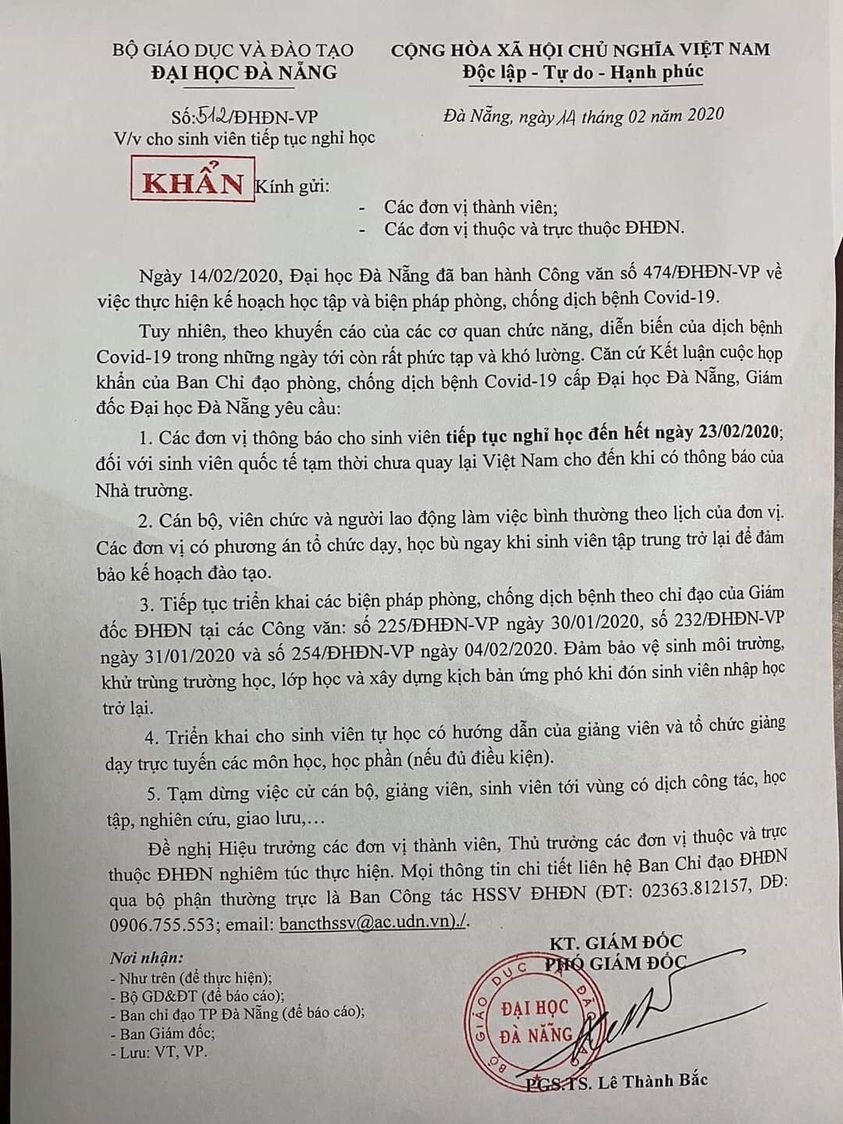 BỘ GIÁO DỤC VÀ ĐÀO TẠO
ĐẠI HỌC ĐÀ NẴNG
CỘNG HÒA XÃ HỘI CHỦ NGHĨA VIỆT NAM
Độc lập - Tự do - Hạnh phúc
Số:512/ĐHĐN-VP
V/v cho sinh viên tiếp tục nghỉ học
Đà Nẵng, ngày 14 tháng 02 năm 2020
KHẨN
Kính gửi:
- Các đơn vị thành viên;
- Các đơn vị thuộc và trực thuộc ĐHĐN.
Ngày 14/02/2020, Đại học Đà Nẵng đã ban hành Công văn số 474/ĐHĐN-VP về
việc thực hiện kế hoạch học tập và biện pháp phòng, chống dịch bệnh Covid-19.
Tuy nhiên, theo khuyến cáo của các cơ quan chức năng, diễn biến của dịch bệnh
Covid-19 trong những ngày tới còn rất phức tạp và khó lường. Căn cứ Kết luận cuộc họp
khẩn của Ban Chỉ đạo phòng, chống dịch bệnh Covid-19 cấp Đại học Đà Nẵng, Giám
đốc Đại học Đà Nẵng yêu cầu:
1. Các đơn vị thông báo cho sinh viên tiếp tục nghỉ học đến hết ngày 23/02/2020;
đối với sinh viên quốc tế tạm thời chưa quay lại Việt Nam cho đến khi có thông báo của
Nhà trường.
2. Cán bộ, viên chức và người lao động làm việc bình thường theo lịch của đơn vị.
Các đơn vị có phương án tổ chức dạy, học bù ngay khi sinh viên tập trung trở lại để đảm
bảo kế hoạch đào tạo.
3. Tiếp tục triển khai các biện pháp phòng, chống dịch bệnh theo chỉ đạo của Giám
đốc ĐHĐN tại các Công văn: số 225/ĐHĐN-VP ngày 30/01/2020, số 232/ĐHĐN-VP
ngày 31/01/2020 và số 254/ĐHĐN-VP ngày 04/02/2020. Đảm bảo vệ sinh môi trường,
khử trùng trường học, lớp học và xây dựng kịch bản ứng phó khi đón sinh viên nhập học
trở lại.
4. Triển khai cho sinh viên tự học có hướng dẫn của giảng viên và tổ chức giảng
dạy trực tuyến các môn học, học phần (nếu đủ điều kiện).
5. Tạm dừng việc cử cán bộ, giảng viên, sinh viên tới vùng có dịch công tác, học
tập, nghiên cứu, giao lưu,…
Đề nghị Hiệu trưởng các đơn vị thành viên, Thủ trưởng các đơn vị thuộc và trực
thuộc ĐHĐN nghiêm túc thực hiện. Mọi thông tin chi tiết liên hệ Ban Chỉ đạo ĐHĐN
qua bộ phận thường trực là Ban Công tác HSSV ĐHĐN (ĐT: 02363.812157, DĐ:
0906.755.553; email: bancthssv@ac.udn.vn)./.
Nơi nhận:
- Như trên (để thực hiện);
- Bộ GD&ĐT (để báo cáo);
- Ban chỉ đạo TP Đà Nẵng (để báo cáo);
- Ban Giám đốc;
- Lưu: VT, VP.
KT. GIÁM ĐỐC
PHÓ GIÁM ĐỐC
BỘ GIÁO DỤC VÀ ĐÀO TẠO
ĐẠI HỌC
ĐÀ NẴNG
PGS.TS. Lê Thành Bắc